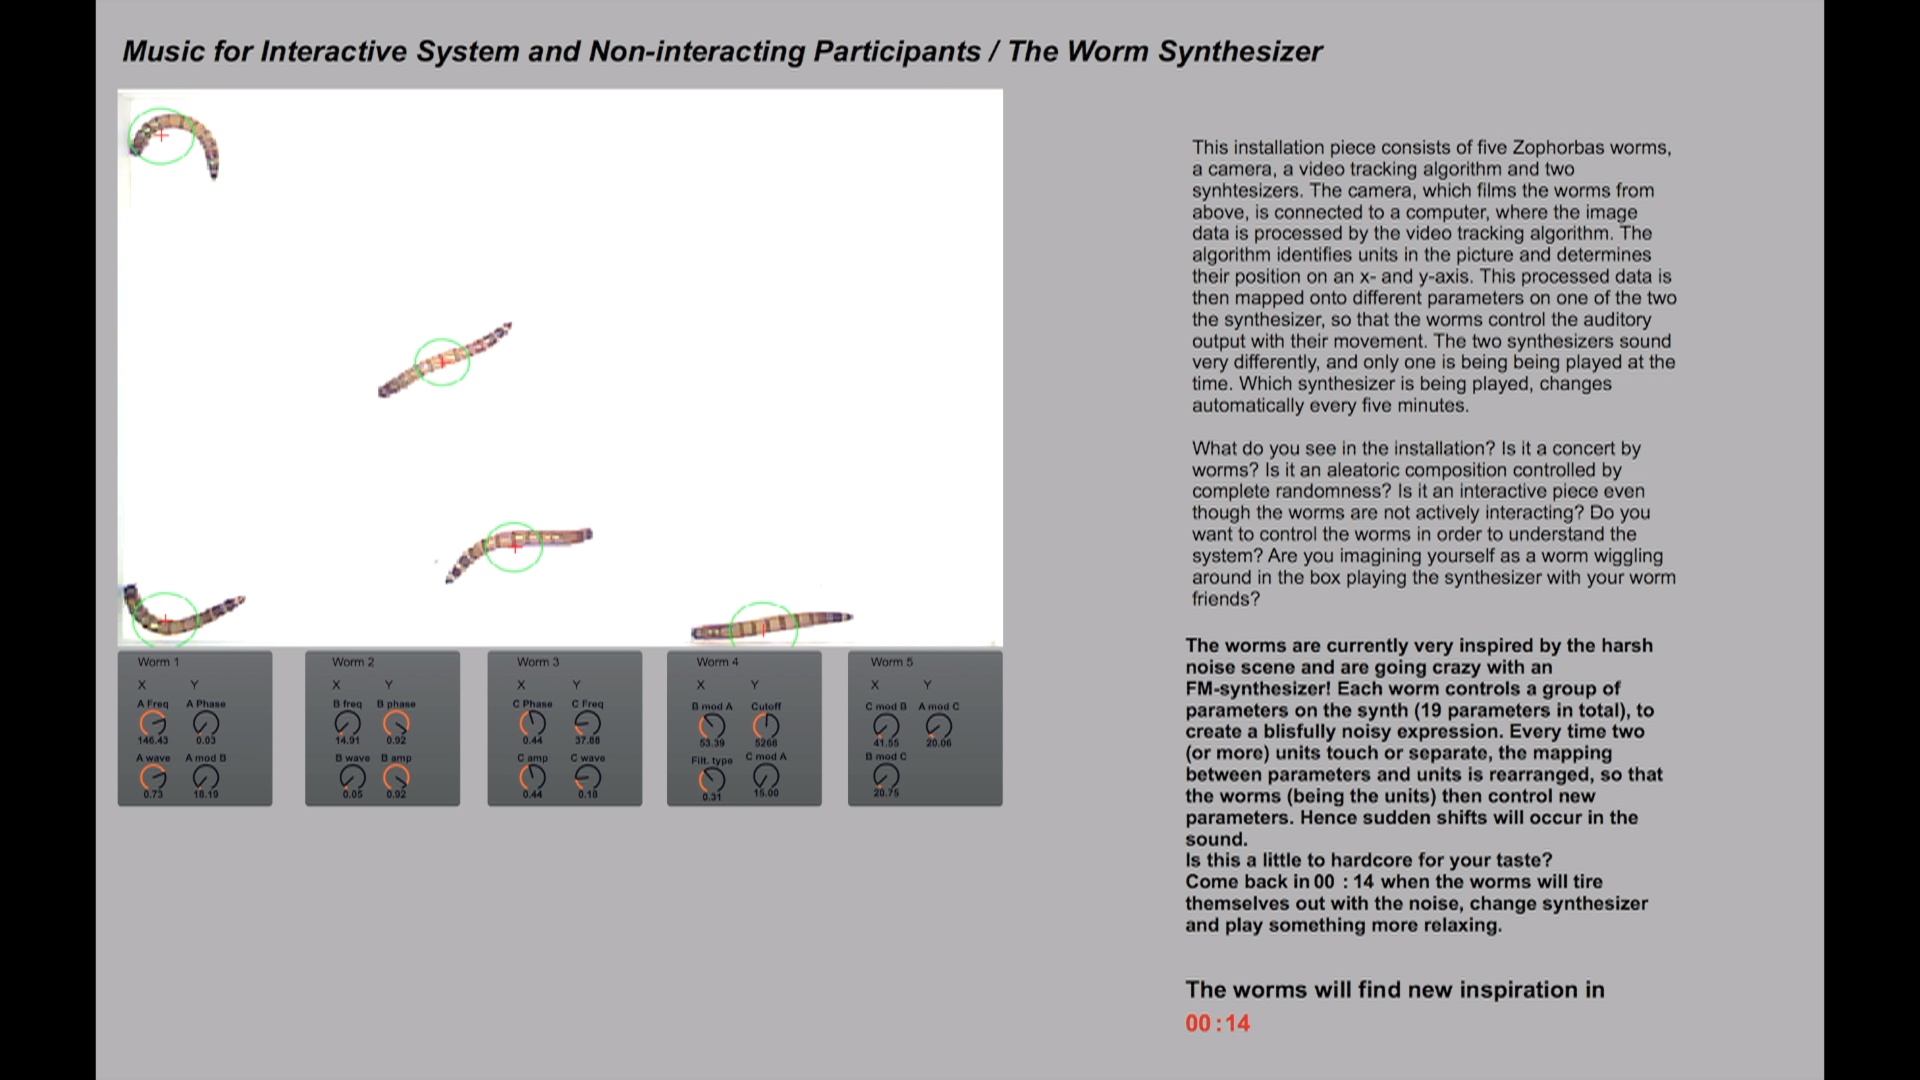 Music for Interactive System and Non-interacting Participants / The Worm Synthesizer
This installation piece consists of five Zophorbas worms,
a camera, a video tracking algorithm and two
synhtesizers. The camera, which films the worms from
above, is connected to a computer, where the image
data is processed by the video tracking algorithm. The
algorithm identifies units in the picture and determines
their position on an x- and y-axis. This processed data is
then mapped onto different parameters on one of the two
the synthesizer, so that the worms control the auditory
output with their movement. The two synthesizers sound
very differently, and only one is being being played at the
time. Which synthesizer is being played, changes
automatically every five minutes.
What do you see in the installation? Is it a concert by
worms? Is it an aleatoric composition controlled by
complete randomness? Is it an interactive piece even
though the worms are not actively interacting? Do you
want to control the worms in order to understand the
system? Are you imagining yourself as a worm wiggling
around in the box playing the synthesizer with your worm
friends?
The worms are currently very inspired by the harsh
noise scene and are going crazy with an
FM-synthesizer! Each worm controls a group of
parameters on the synth (19 parameters in total), to
create a blisfully noisy expression. Every time two
(or more) units touch or separate, the mapping
between parameters and units is rearranged, so that
the worms (being the units) then control new
parameters. Hence sudden shifts will occur in the
sound.
Is this a little to hardcore for your taste?
Come back in 00 : 14 when the worms will tire
themselves out with the noise, change synthesizer
and play something more relaxing.
The worms will find new inspiration in
00 : 14
Worm 1
X Y
A Freq A Phase
146.43 0.03
A wave A mod B
0.73 18.19
Worm 2
X Y
B freq B phase
14.91 0.92
B wave B amp
0.05 0.92
Worm 3
X Y
C Phase C Freq
0.44 37.88
C amp C wave
0.44 0.18
Worm 4
X Y
B mod A Cutoff
53.39 5268
Filt. type C mod A
0.31 15.00
Worm 5
X Y
C mod B A mod C
41.55 20.06
B mod C
20.75